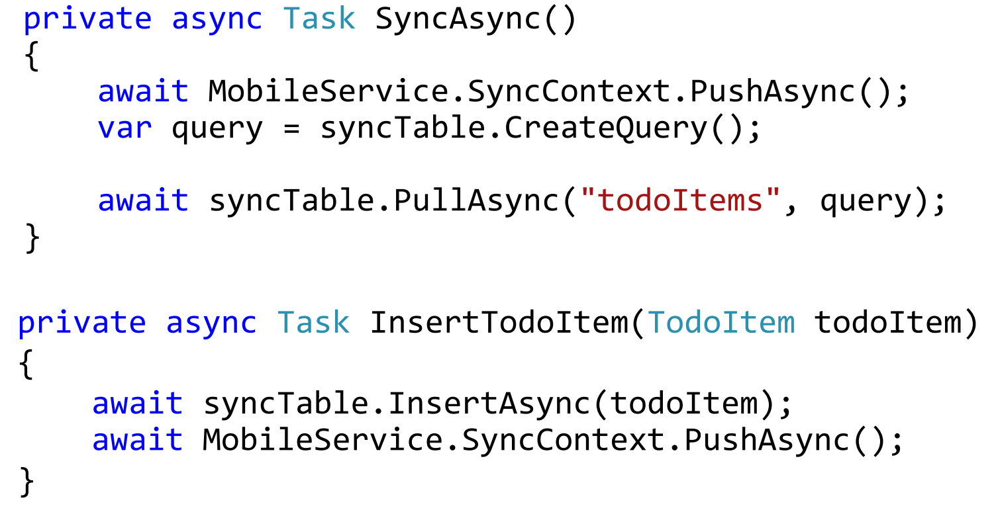 private async Task SyncAsync()
{
    await MobileService.SyncContext.PushAsync();
    var query = syncTable.CreateQuery();

    await syncTable.PullAsync("todoItems", query);
}

private async Task InsertTodoItem(TodoItem todoItem)
{
    await syncTable.InsertAsync(todoItem);
    await MobileService.SyncContext.PushAsync();
}